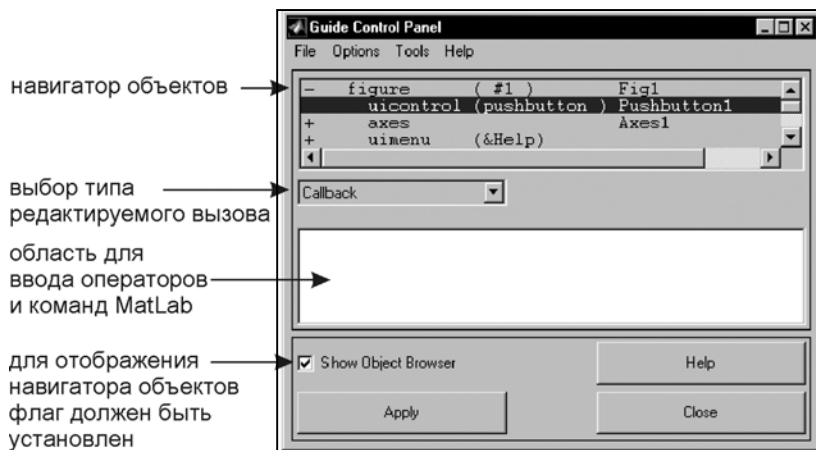 Guide Control Panel
File Options Tools Help
навигатор объектов
- figure ( #1 ) Fig1
uicontrol (pushbutton ) Pushbutton1
+ axes Axes1
+ uimenu (&Help)
выбор типа
редактируемого вызова
Callback
область для
ввода операторов
и команд MatLab
для отображения
навигатора объектов
флаг должен быть
установлен
Show Object Browser
Help
Apply
Close